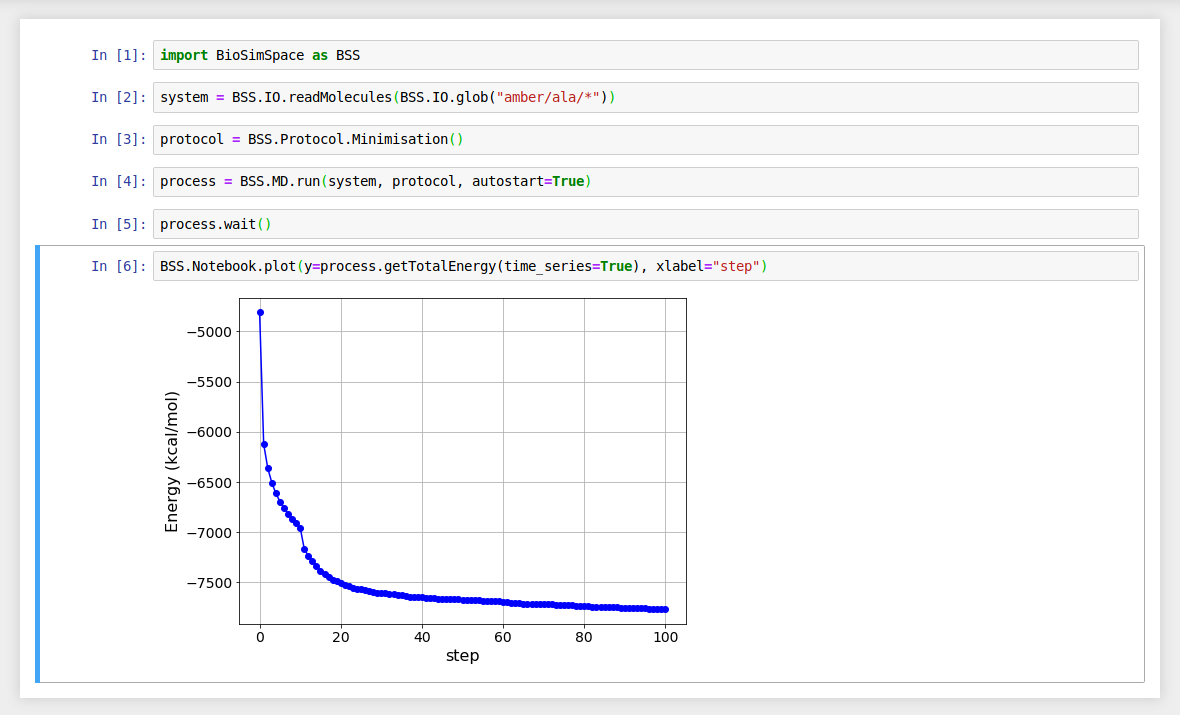 In [1]: import BioSimSpace as BSS
In [2]: system = BSS.IO.readMolecules(BSS.IO.glob("amber/ala/*"))
In [3]: protocol = BSS.Protocol.Minimisation()
In [4]: process = BSS.MD.run(system, protocol, autostart=True)
In [5]: process.wait()
In [6]: BSS.Notebook.plot(y=process.getTotalEnergy(time_series=True), xlabel="step")
−5000
−5500
−6000
−6500
−7000
−7500
Energy (kcal/mol)
0 20 40 60 80 100
step